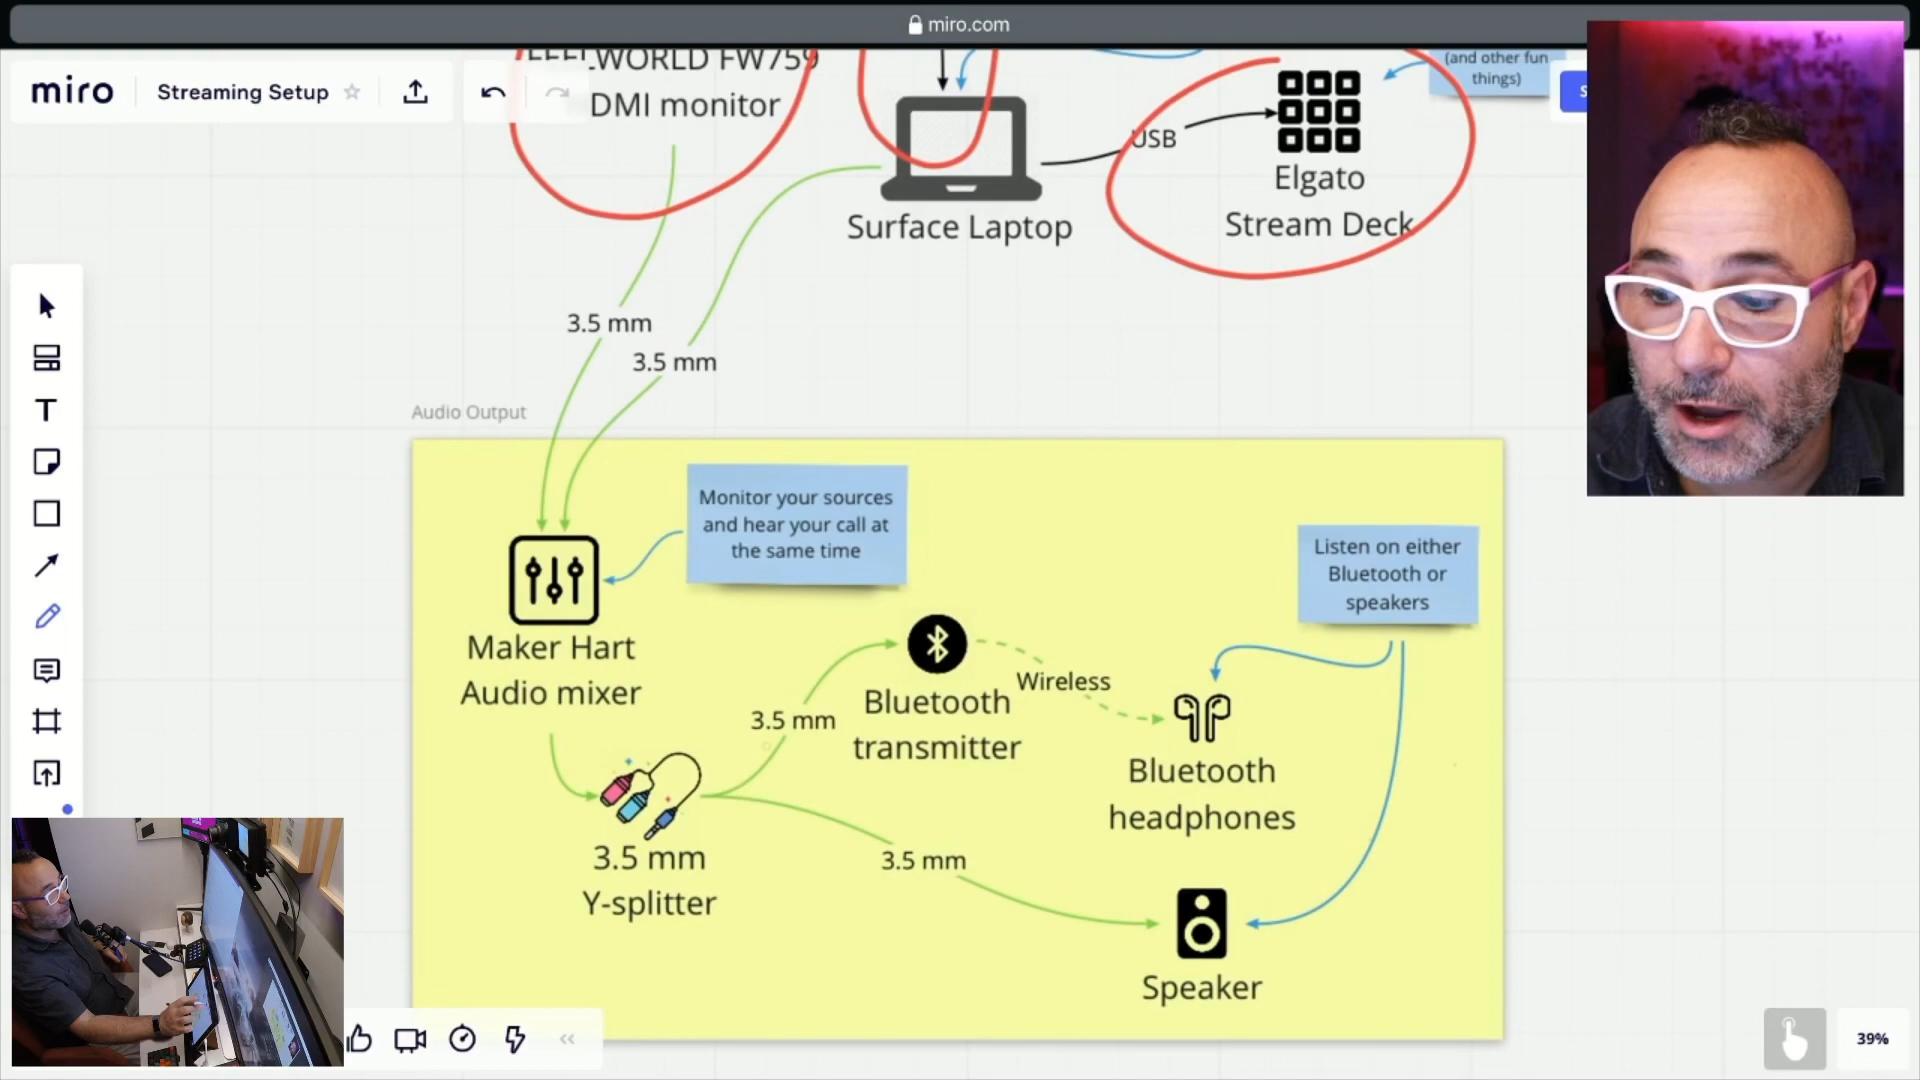 miro.com
FEELWORLD FW759
DMI monitor
miro
Streaming Setup
(and other fun
things)
S
USB
Elgato
Stream Deck
Surface Laptop
3.5 mm
3.5 mm
Audio Output
Monitor your sources
and hear your call at
the same time
Listen on either
Bluetooth or
speakers
Maker Hart
Audio mixer
Wireless
3.5 mm
Bluetooth
transmitter
Bluetooth
headphones
3.5 mm
Y-splitter
3.5 mm
Speaker
39%